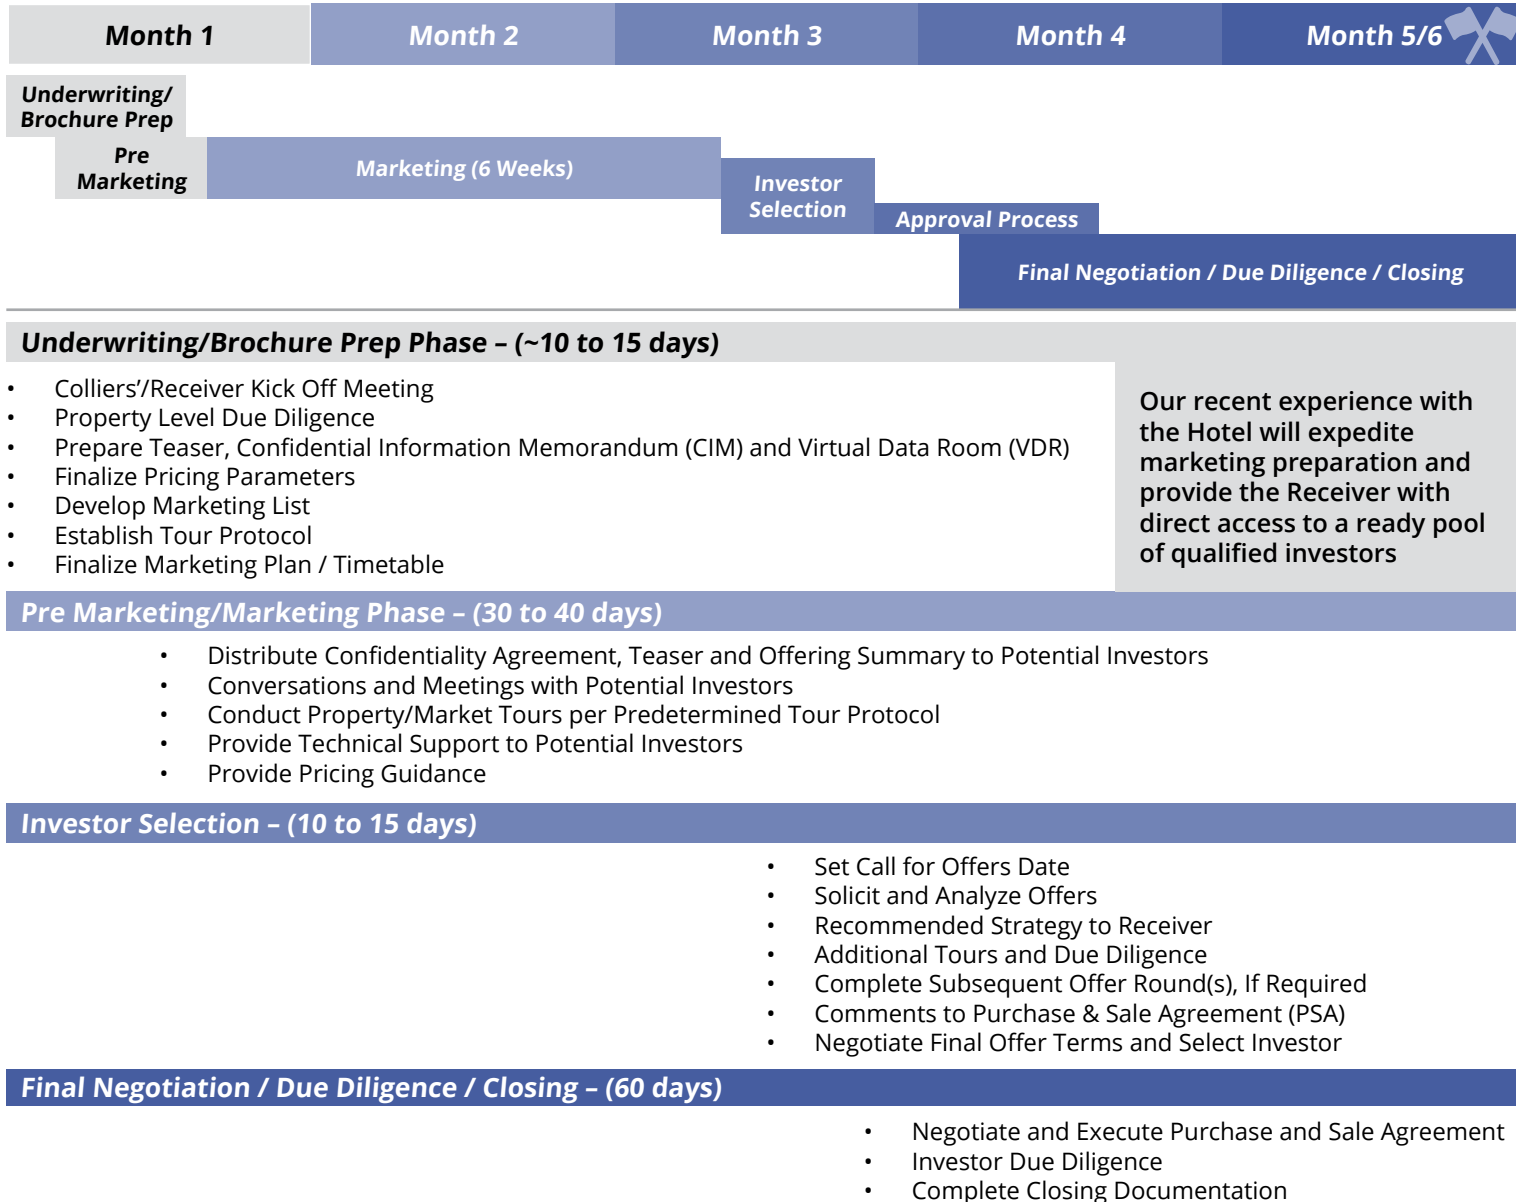 Month 1
Month 2
Month 3
Month 4
Month 5/6
Underwriting/
Brochure Prep
Pre
Marketing
Marketing (6 Weeks)
Investor
Selection
Approval Process
Final Negotiation / Due Diligence / Closing
Underwriting/Brochure Prep Phase – (~10 to 15 days)
• Colliers’/Receiver Kick Off Meeting
• Property Level Due Diligence
• Prepare Teaser, Confidential Information Memorandum (CIM) and Virtual Data Room (VDR)
• Finalize Pricing Parameters
• Develop Marketing List
• Establish Tour Protocol
• Finalize Marketing Plan / Timetable
Our recent experience with
the Hotel will expedite
marketing preparation and
provide the Receiver with
direct access to a ready pool
of qualified investors
Pre Marketing/Marketing Phase – (30 to 40 days)
• Distribute Confidentiality Agreement, Teaser and Offering Summary to Potential Investors
• Conversations and Meetings with Potential Investors
• Conduct Property/Market Tours per Predetermined Tour Protocol
• Provide Technical Support to Potential Investors
• Provide Pricing Guidance
Investor Selection – (10 to 15 days)
• Set Call for Offers Date
• Solicit and Analyze Offers
• Recommended Strategy to Receiver
• Additional Tours and Due Diligence
• Complete Subsequent Offer Round(s), If Required
• Comments to Purchase & Sale Agreement (PSA)
• Negotiate Final Offer Terms and Select Investor
Final Negotiation / Due Diligence / Closing – (60 days)
• Negotiate and Execute Purchase and Sale Agreement
• Investor Due Diligence
• Complete Closing Documentation